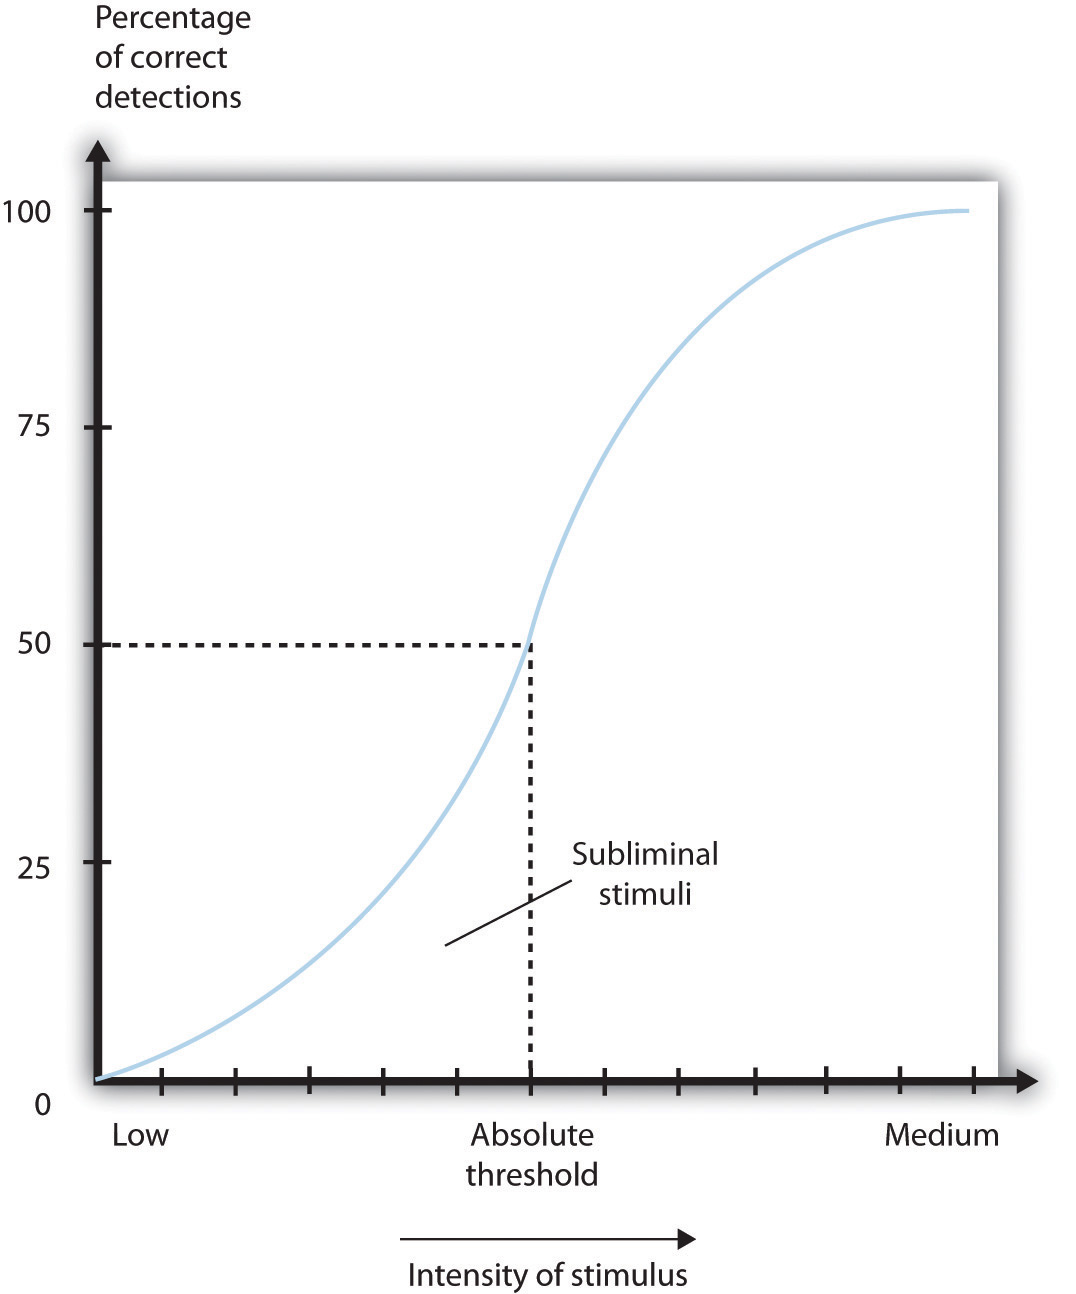 Percentage
of correct
detections
100
75
50
25
0
Subliminal
stimuli
Low
Absolute
threshold
Medium
Intensity of stimulus